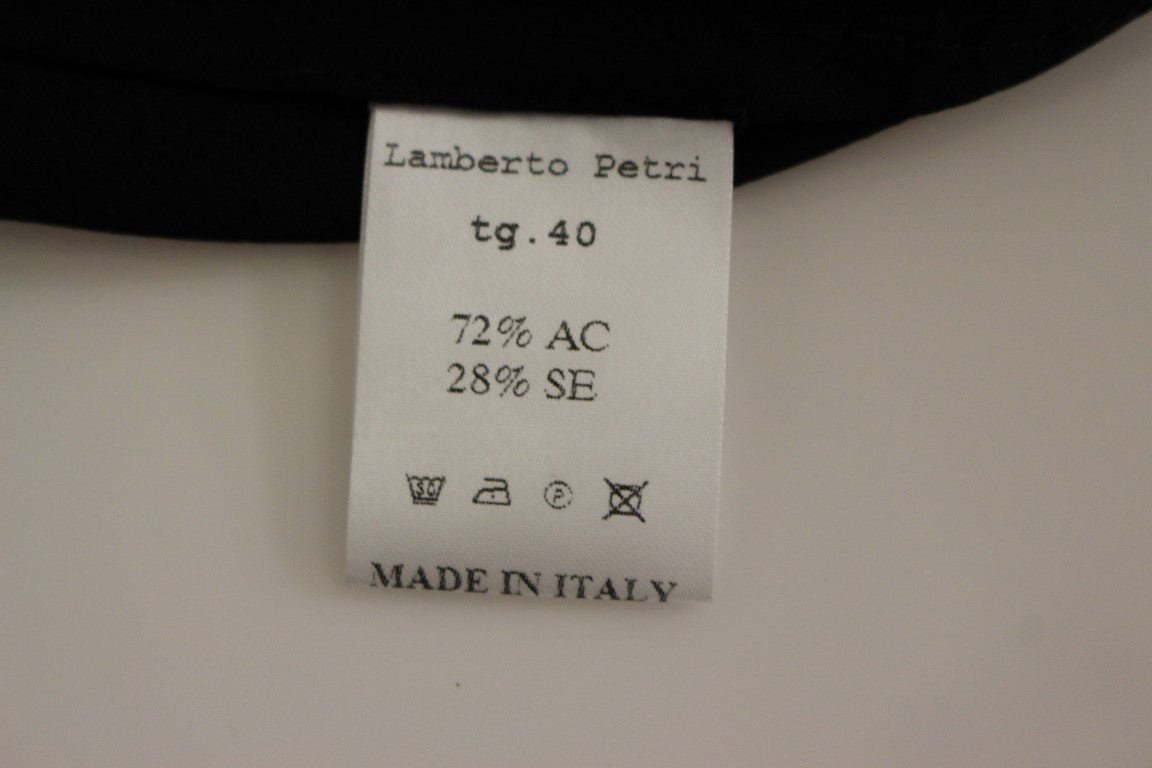 Lamberto Petri
tg.40
72% AC
28% SE
P
MADE IN ITALY